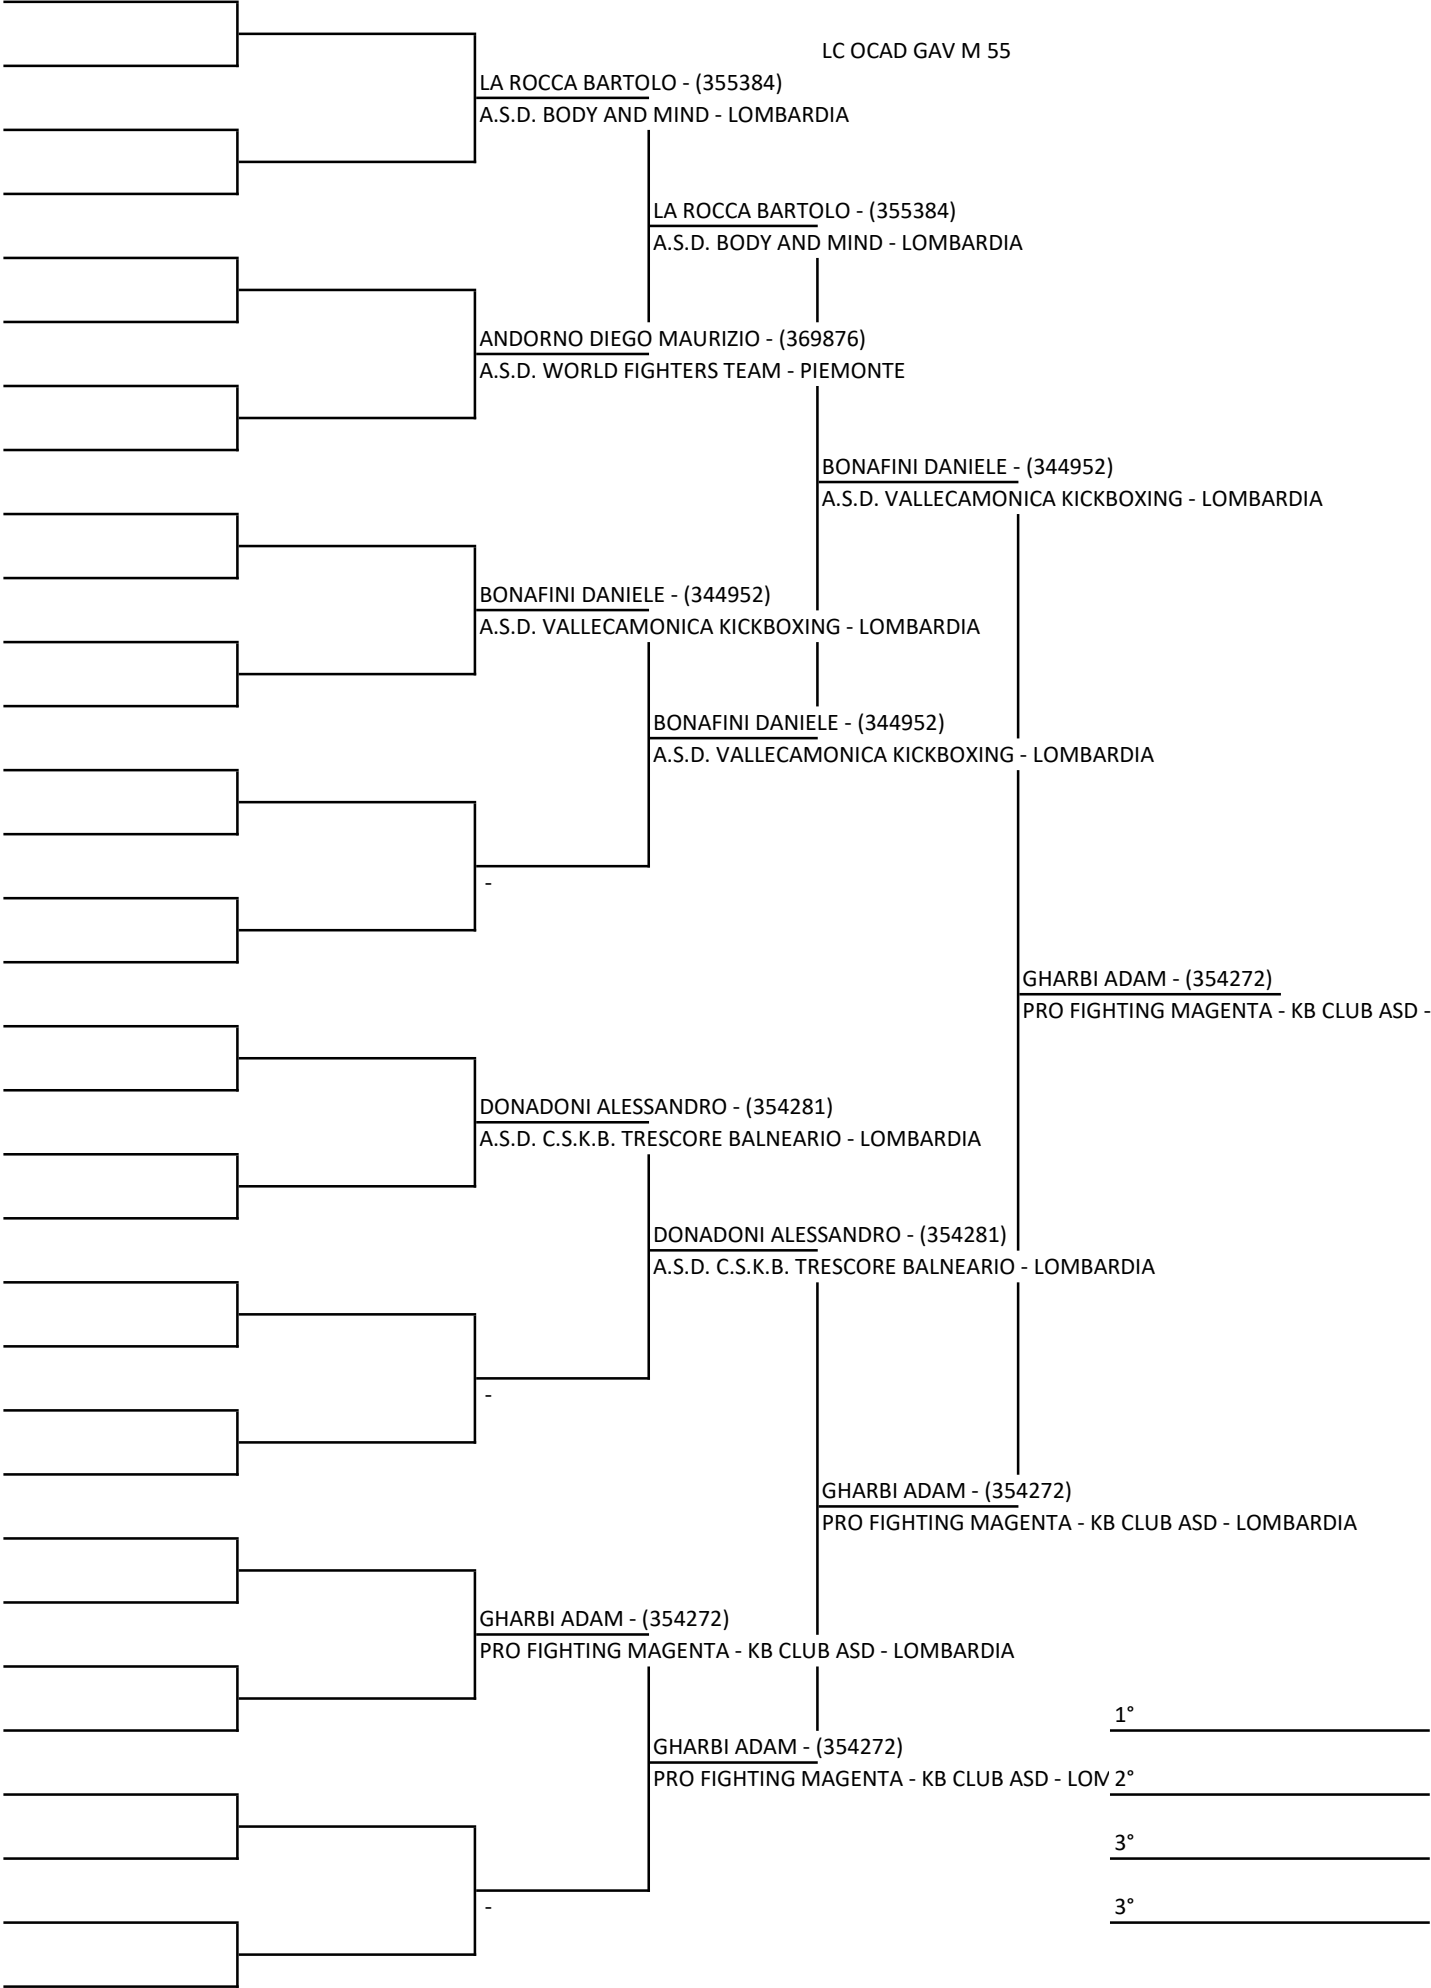 LC OCAD GAV M 55
LA ROCCA BARTOLO - (355384)
A.S.D. BODY AND MIND - LOMBARDIA
LA ROCCA BARTOLO - (355384)
A.S.D. BODY AND MIND - LOMBARDIA
ANDORNO DIEGO MAURIZIO - (369876)
A.S.D. WORLD FIGHTERS TEAM - PIEMONTE
BONAFINI DANIELE - (344952)
A.S.D. VALLECAMONICA KICKBOXING - LOMBARDIA
BONAFINI DANIELE - (344952)
A.S.D. VALLECAMONICA KICKBOXING - LOMBARDIA
BONAFINI DANIELE - (344952)
A.S.D. VALLECAMONICA KICKBOXING - LOMBARDIA
-
GHARBI ADAM - (354272)
PRO FIGHTING MAGENTA - KB CLUB ASD -
DONADONI ALESSANDRO - (354281)
A.S.D. C.S.K.B. TRESCORE BALNEARIO - LOMBARDIA
DONADONI ALESSANDRO - (354281)
A.S.D. C.S.K.B. TRESCORE BALNEARIO - LOMBARDIA
-
GHARBI ADAM - (354272)
PRO FIGHTING MAGENTA - KB CLUB ASD - LOMBARDIA
GHARBI ADAM - (354272)
PRO FIGHTING MAGENTA - KB CLUB ASD - LOMBARDIA
1°
GHARBI ADAM - (354272)
PRO FIGHTING MAGENTA - KB CLUB ASD - LOM
2°
3°
-
3°